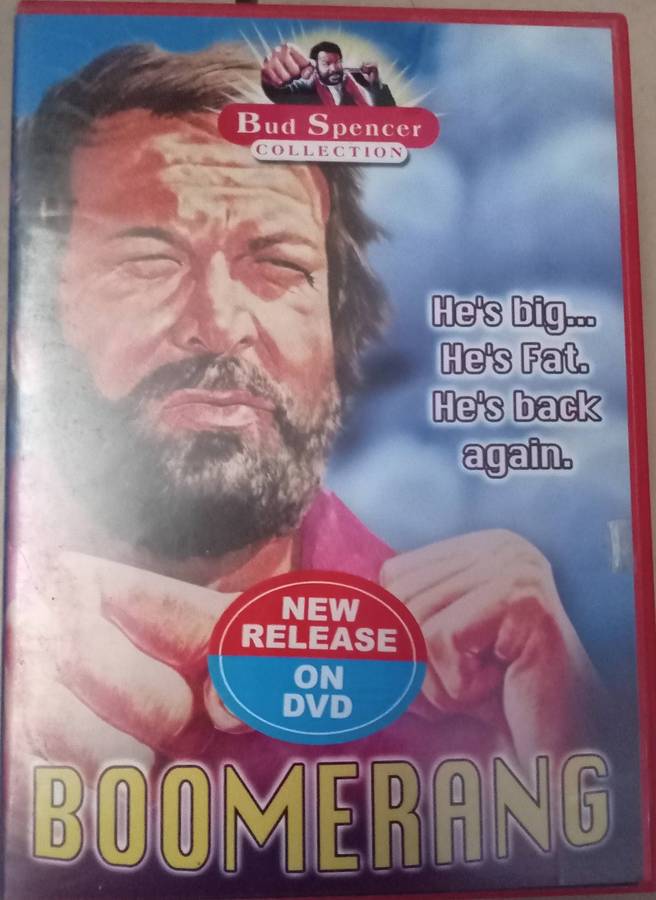 Bud Spencer
COLLECTION
He's big...
He's Fat.
He's back
again.
NEW
RELEASE
ON
DVD
BOOMERANG